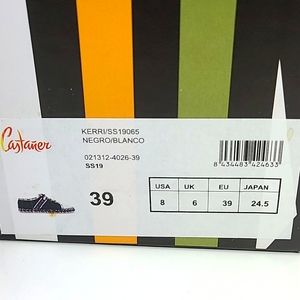 Castañer
KERRI/SS19065
NEGRO/BLANCO
021312-4026-39
SS19
8 434483 424633
39
USA UK EU JAPAN
8 6 39 24.5